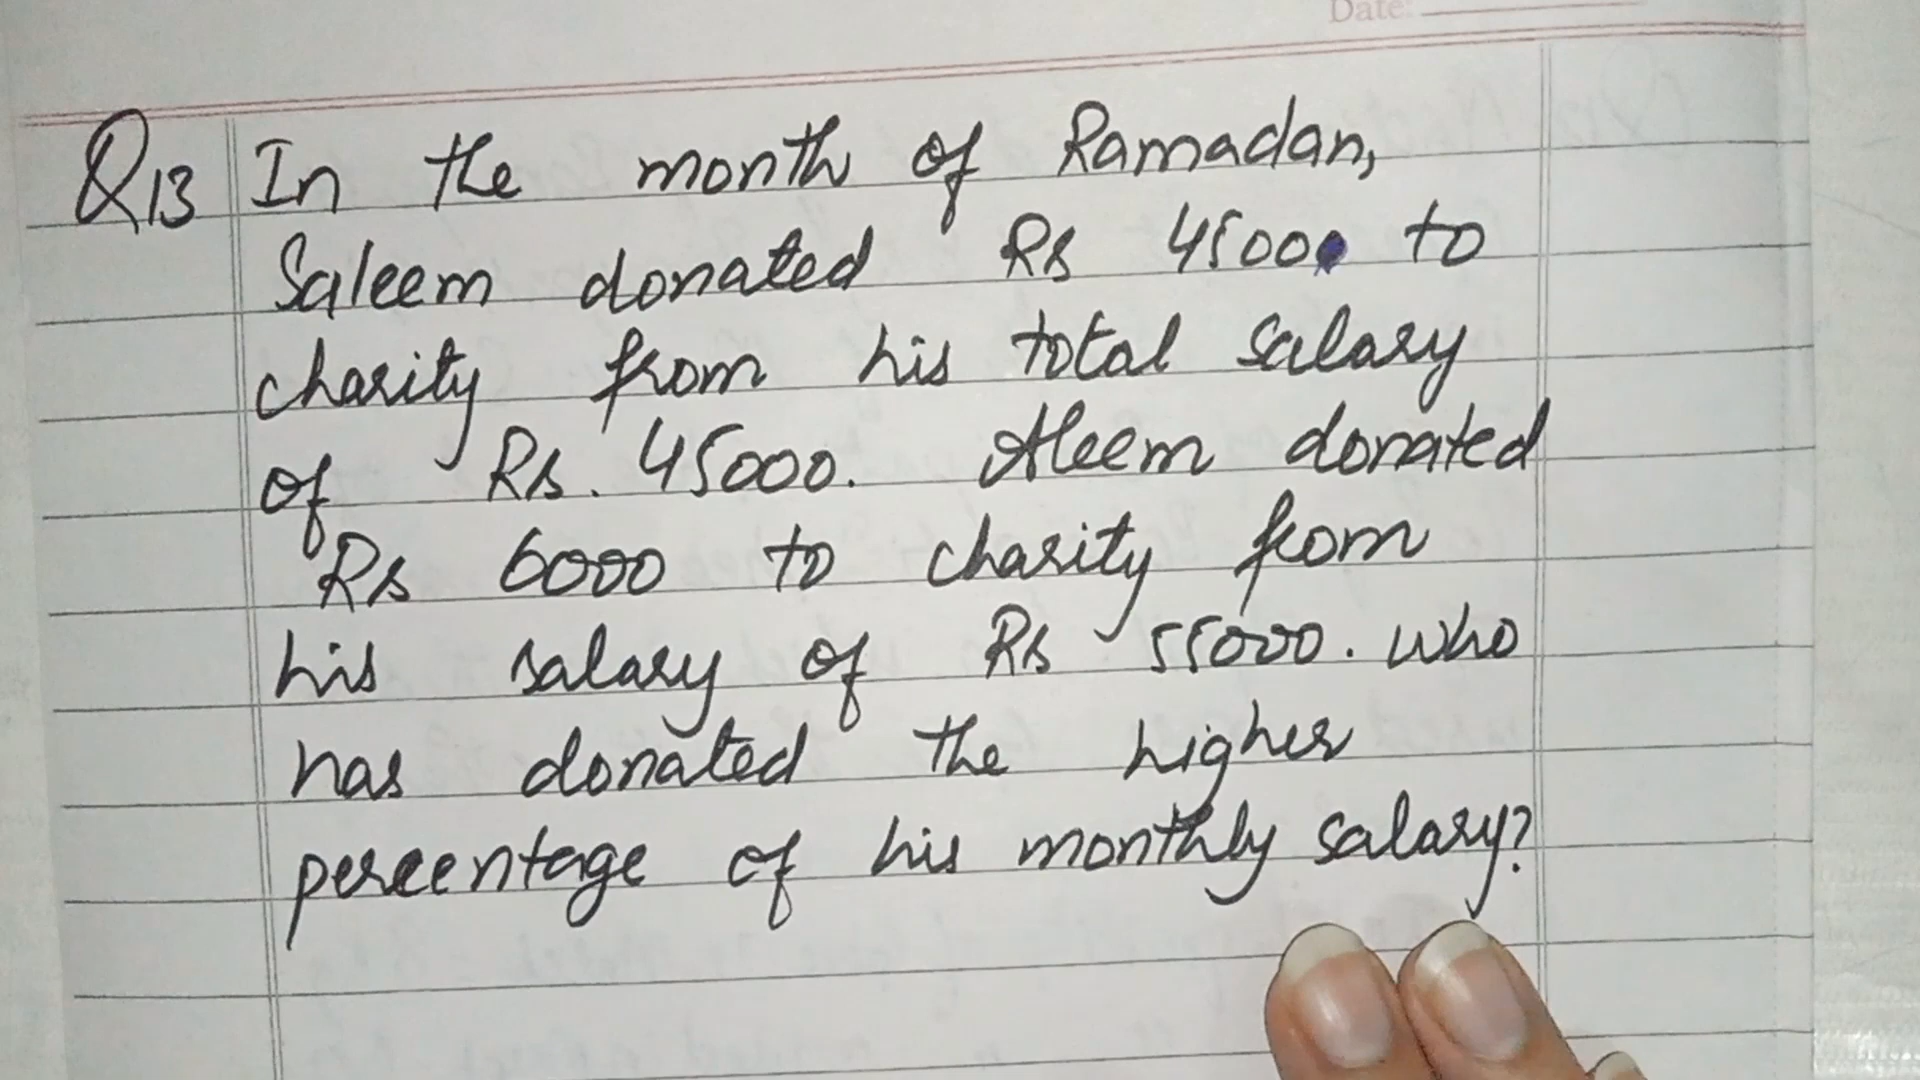 Date:
Q13 In the month of Ramadan,
Saleem donated Rs 4500 to
charity from his total salary
of Rs. 45000. Aleem donated
Rs 6000 to charity from
his salary of Rs 55000. who
has donated the higher
percentage of his monthly salary?